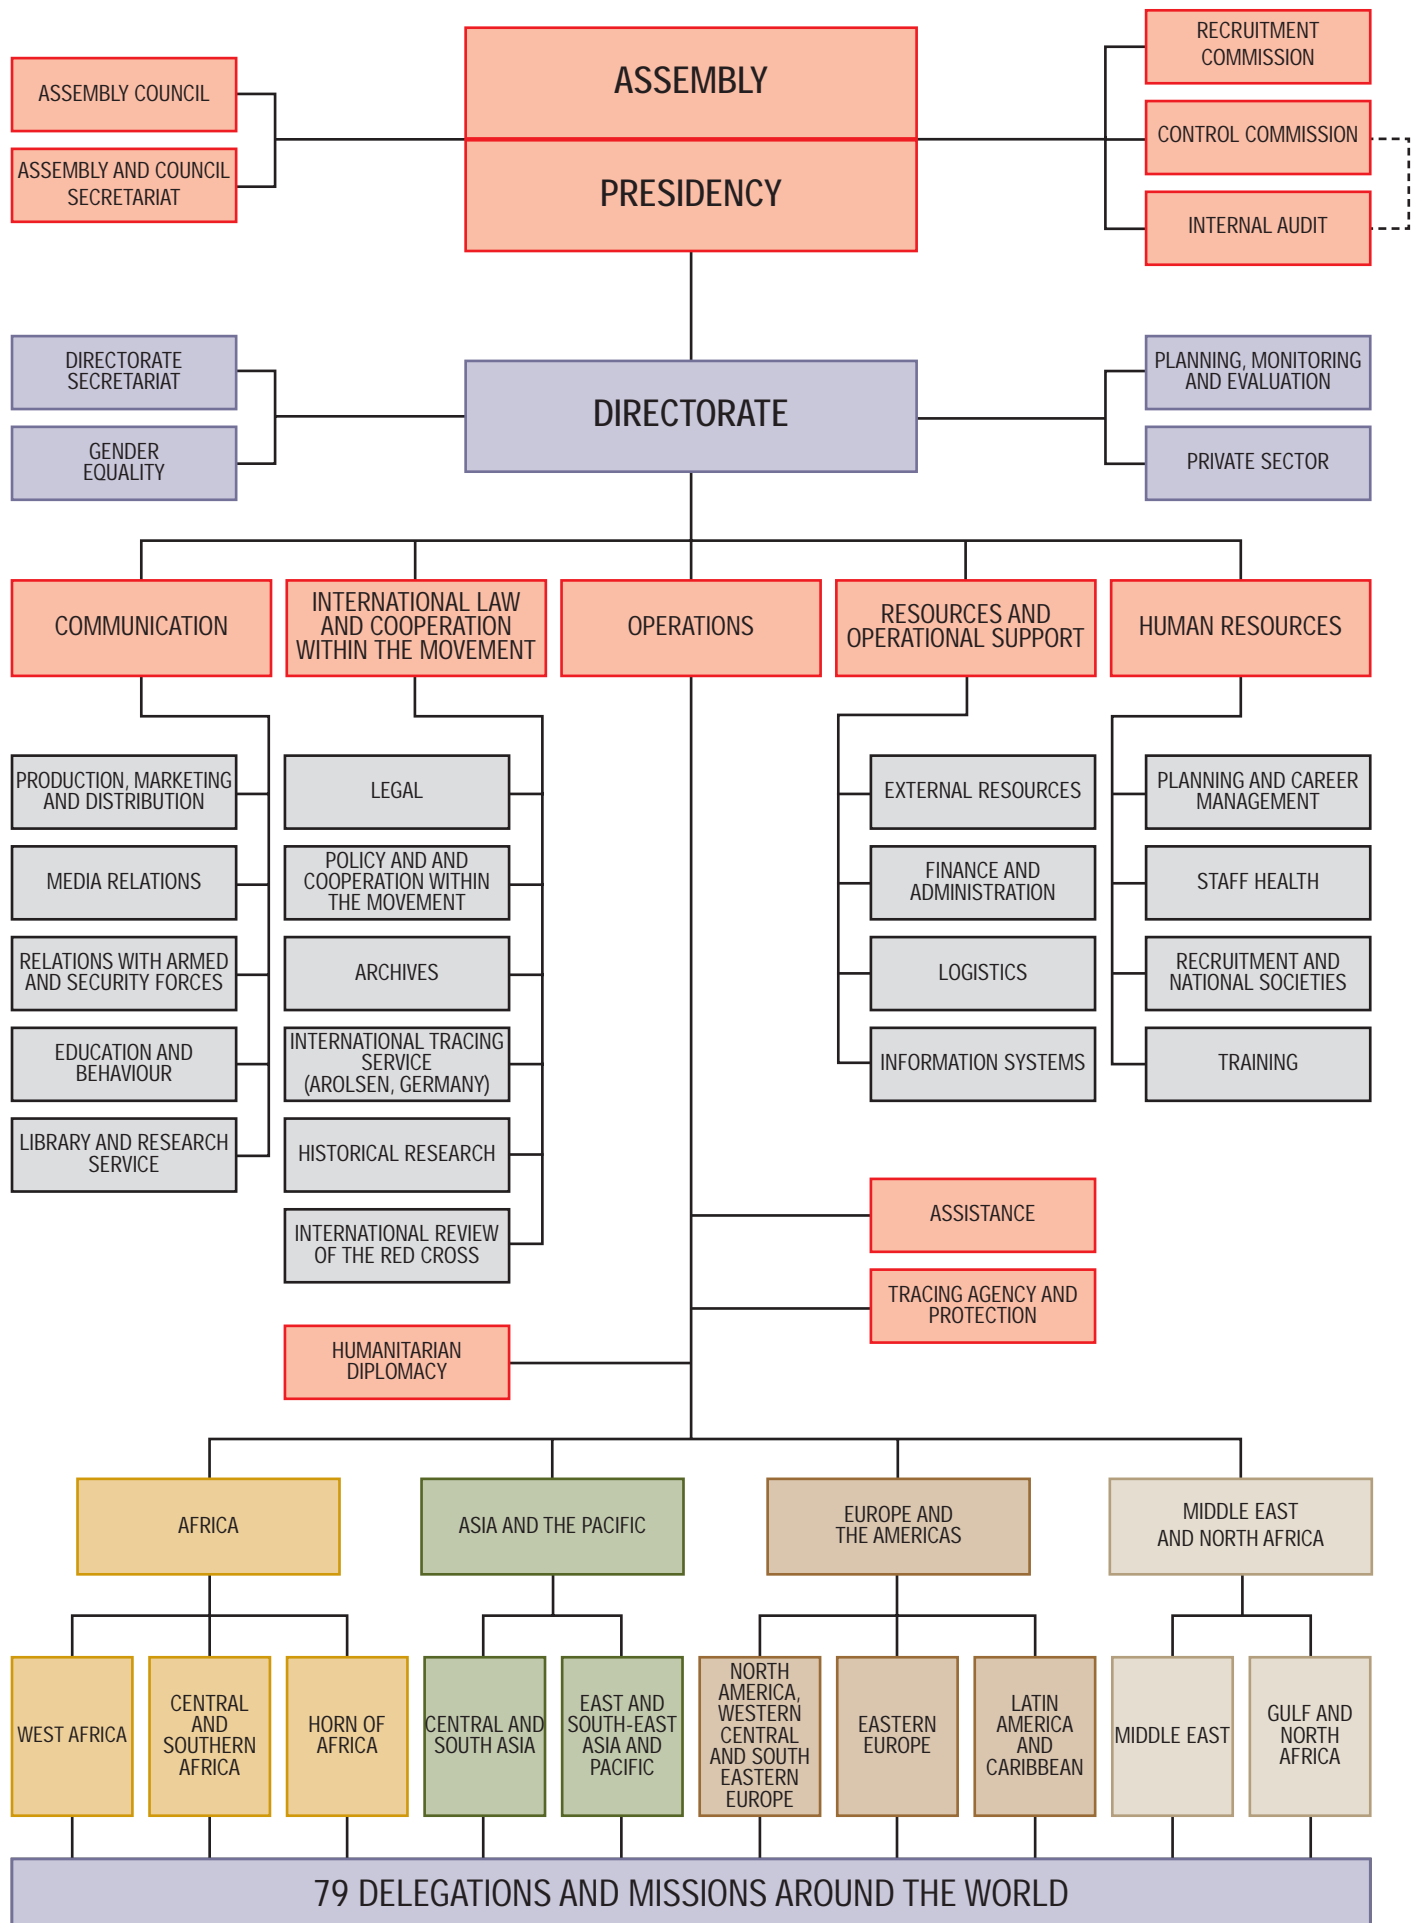 ASSEMBLY COUNCIL
ASSEMBLY AND COUNCIL
SECRETARIAT
ASSEMBLY
PRESIDENCY
RECRUITMENT
COMMISSION
CONTROL COMMISSION
INTERNAL AUDIT
DIRECTORATE
SECRETARIAT
GENDER
EQUALITY
DIRECTORATE
PLANNING, MONITORING
AND EVALUATION
PRIVATE SECTOR
COMMUNICATION
INTERNATIONAL LAW
AND COOPERATION
WITHIN THE MOVEMENT
OPERATIONS
RESOURCES AND
OPERATIONAL SUPPORT
HUMAN RESOURCES
PRODUCTION, MARKETING
AND DISTRIBUTION
MEDIA RELATIONS
RELATIONS WITH ARMED
AND SECURITY FORCES
EDUCATION AND
BEHAVIOUR
LIBRARY AND RESEARCH
SERVICE
LEGAL
POLICY AND AND
COOPERATION WITHIN
THE MOVEMENT
ARCHIVES
INTERNATIONAL TRACING
SERVICE
(AROLSEN, GERMANY)
HISTORICAL RESEARCH
INTERNATIONAL REVIEW
OF THE RED CROSS
EXTERNAL RESOURCES
FINANCE AND
ADMINISTRATION
LOGISTICS
INFORMATION SYSTEMS
PLANNING AND CAREER
MANAGEMENT
STAFF HEALTH
RECRUITMENT AND
NATIONAL SOCIETIES
TRAINING
ASSISTANCE
TRACING AGENCY AND
PROTECTION
HUMANITARIAN
DIPLOMACY
AFRICA
ASIA AND THE PACIFIC
EUROPE AND
THE AMERICAS
MIDDLE EAST
AND NORTH AFRICA
WEST AFRICA
CENTRAL
AND
SOUTHERN
AFRICA
HORN OF
AFRICA
CENTRAL AND
SOUTH ASIA
EAST AND
SOUTH-EAST
ASIA AND
PACIFIC
NORTH
AMERICA,
WESTERN
CENTRAL
AND SOUTH
EASTERN
EUROPE
EASTERN
EUROPE
LATIN
AMERICA
AND
CARIBBEAN
MIDDLE EAST
GULF AND
NORTH
AFRICA
79 DELEGATIONS AND MISSIONS AROUND THE WORLD